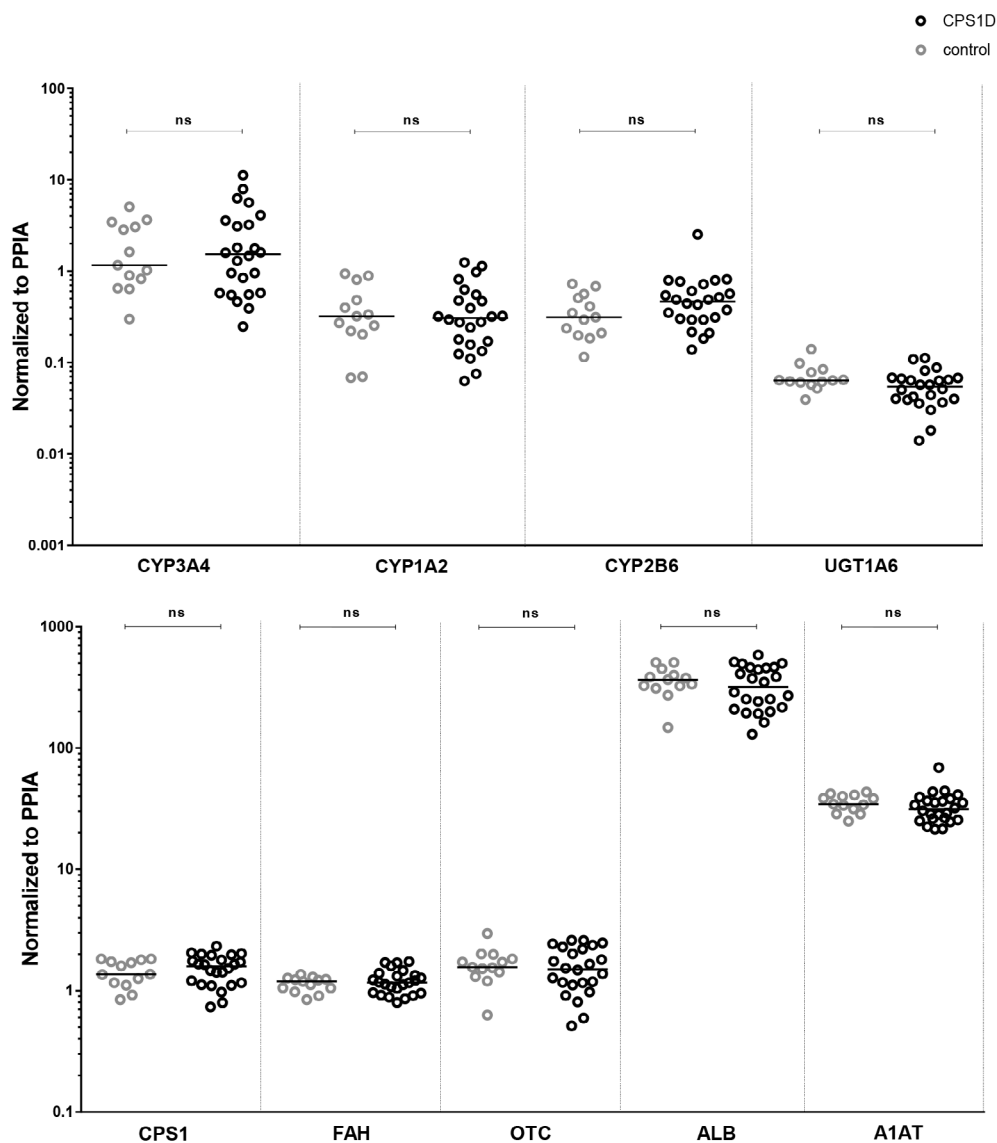 CPS1D
control
Normalized to PPIA
100
10
1
0.1
0.01
0.001
ns ns ns ns
CYP3A4 CYP1A2 CYP2B6 UGT1A6
Normalized to PPIA
1000
100
10
1
0.1
ns ns ns ns ns
CPS1 FAH OTC ALB A1AT